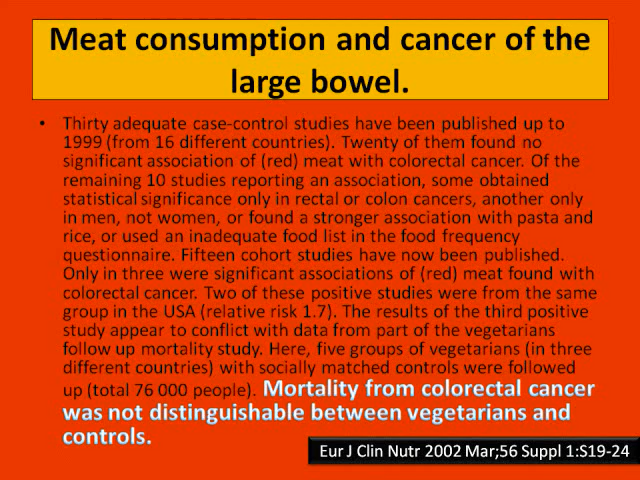 Meat consumption and cancer of the
large bowel.
• Thirty adequate case-control studies have been published up to
1999 (from 16 different countries). Twenty of them found no
significant association of (red) meat with colorectal cancer. Of the
remaining 10 studies reporting an association, some obtained
statistical significance only in rectal or colon cancers, another only
in men, not women, or found a stronger association with pasta and
rice, or used an inadequate food list in the food frequency
questionnaire. Fifteen cohort studies have now been published.
Only in three were significant associations of (red) meat found with
colorectal cancer. Two of these positive studies were from the same
group in the USA (relative risk 1.7). The results of the third positive
study appear to conflict with data from part of the vegetarians
follow up mortality study. Here, five groups of vegetarians (in three
different countries) with socially matched controls were followed
up (total 76 000 people). Mortality from colorectal cancer
was not distinguishable between vegetarians and
controls.
Eur J Clin Nutr 2002 Mar;56 Suppl 1:S19-24